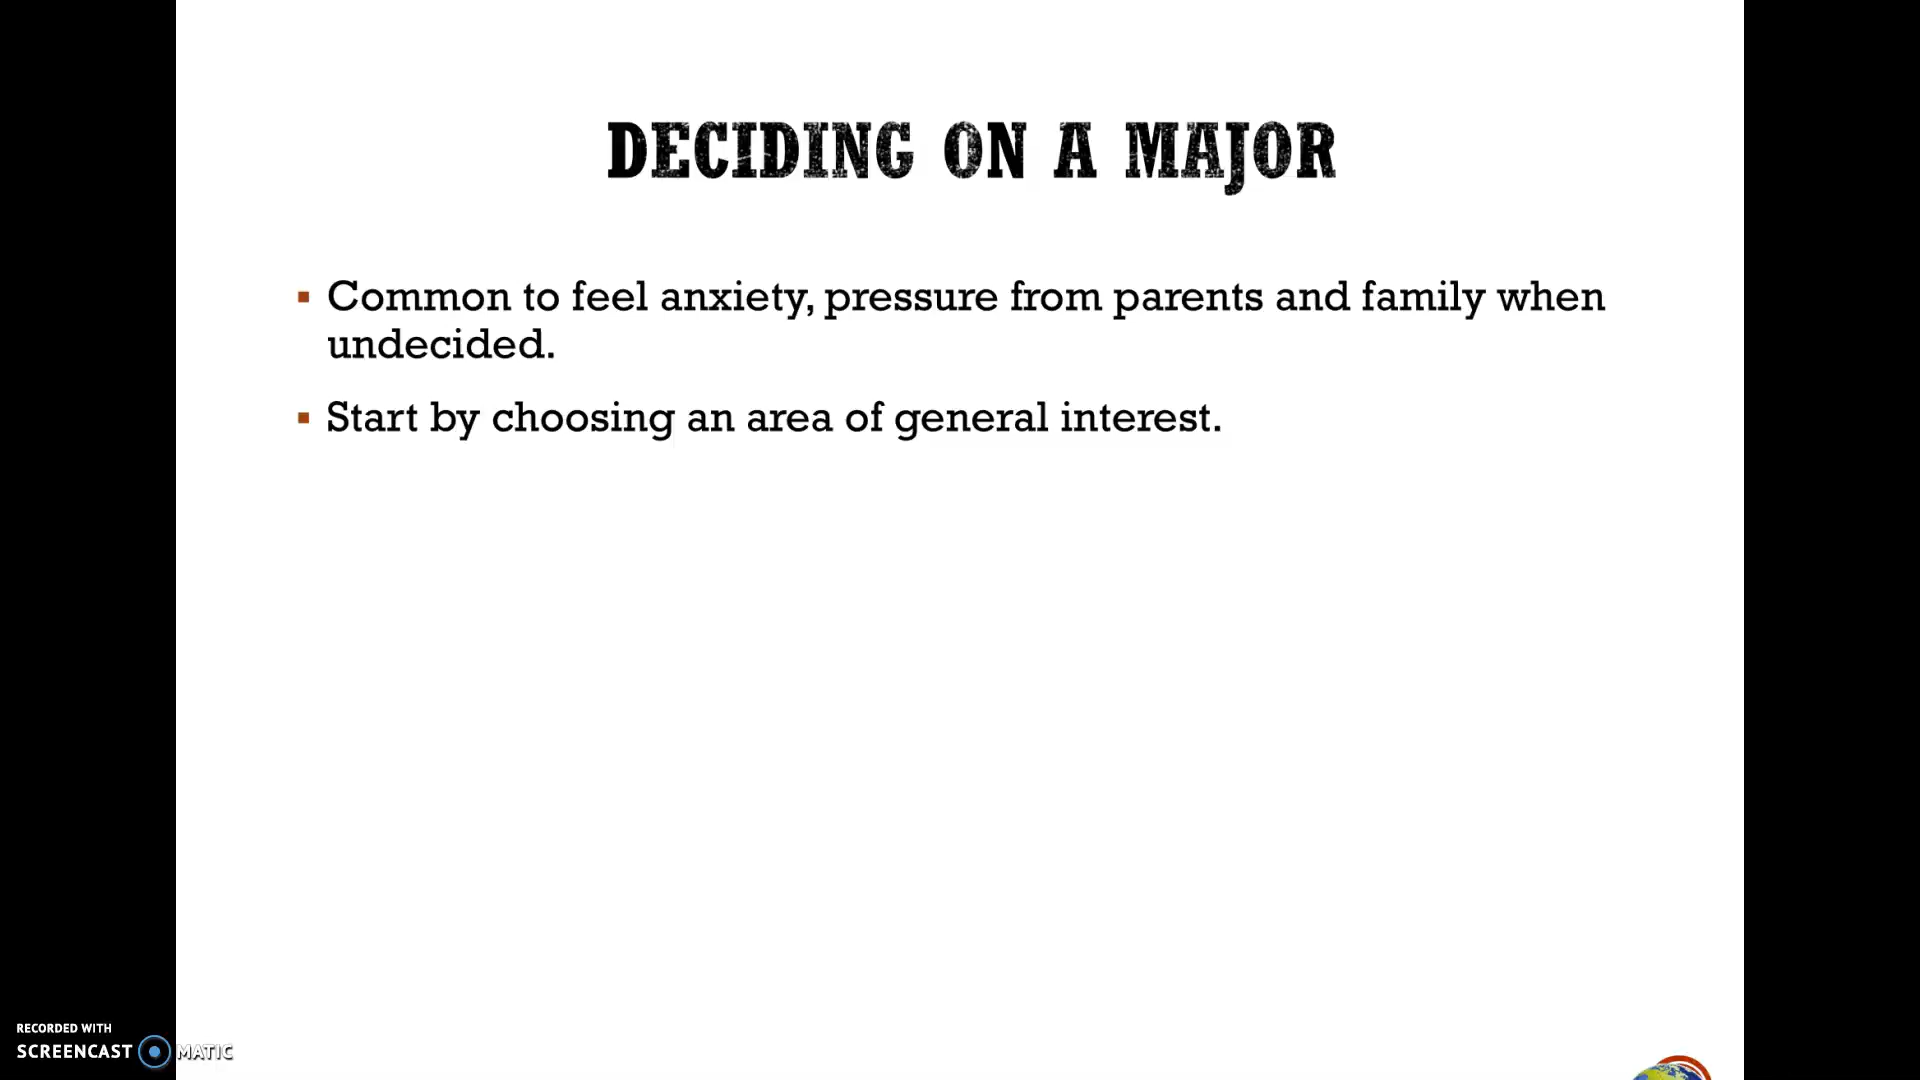 DECIDING ON A MAJOR
▪ Common to feel anxiety, pressure from parents and family when
undecided.
▪ Start by choosing an area of general interest.
RECORDED WITH
SCREENCAST MATIC